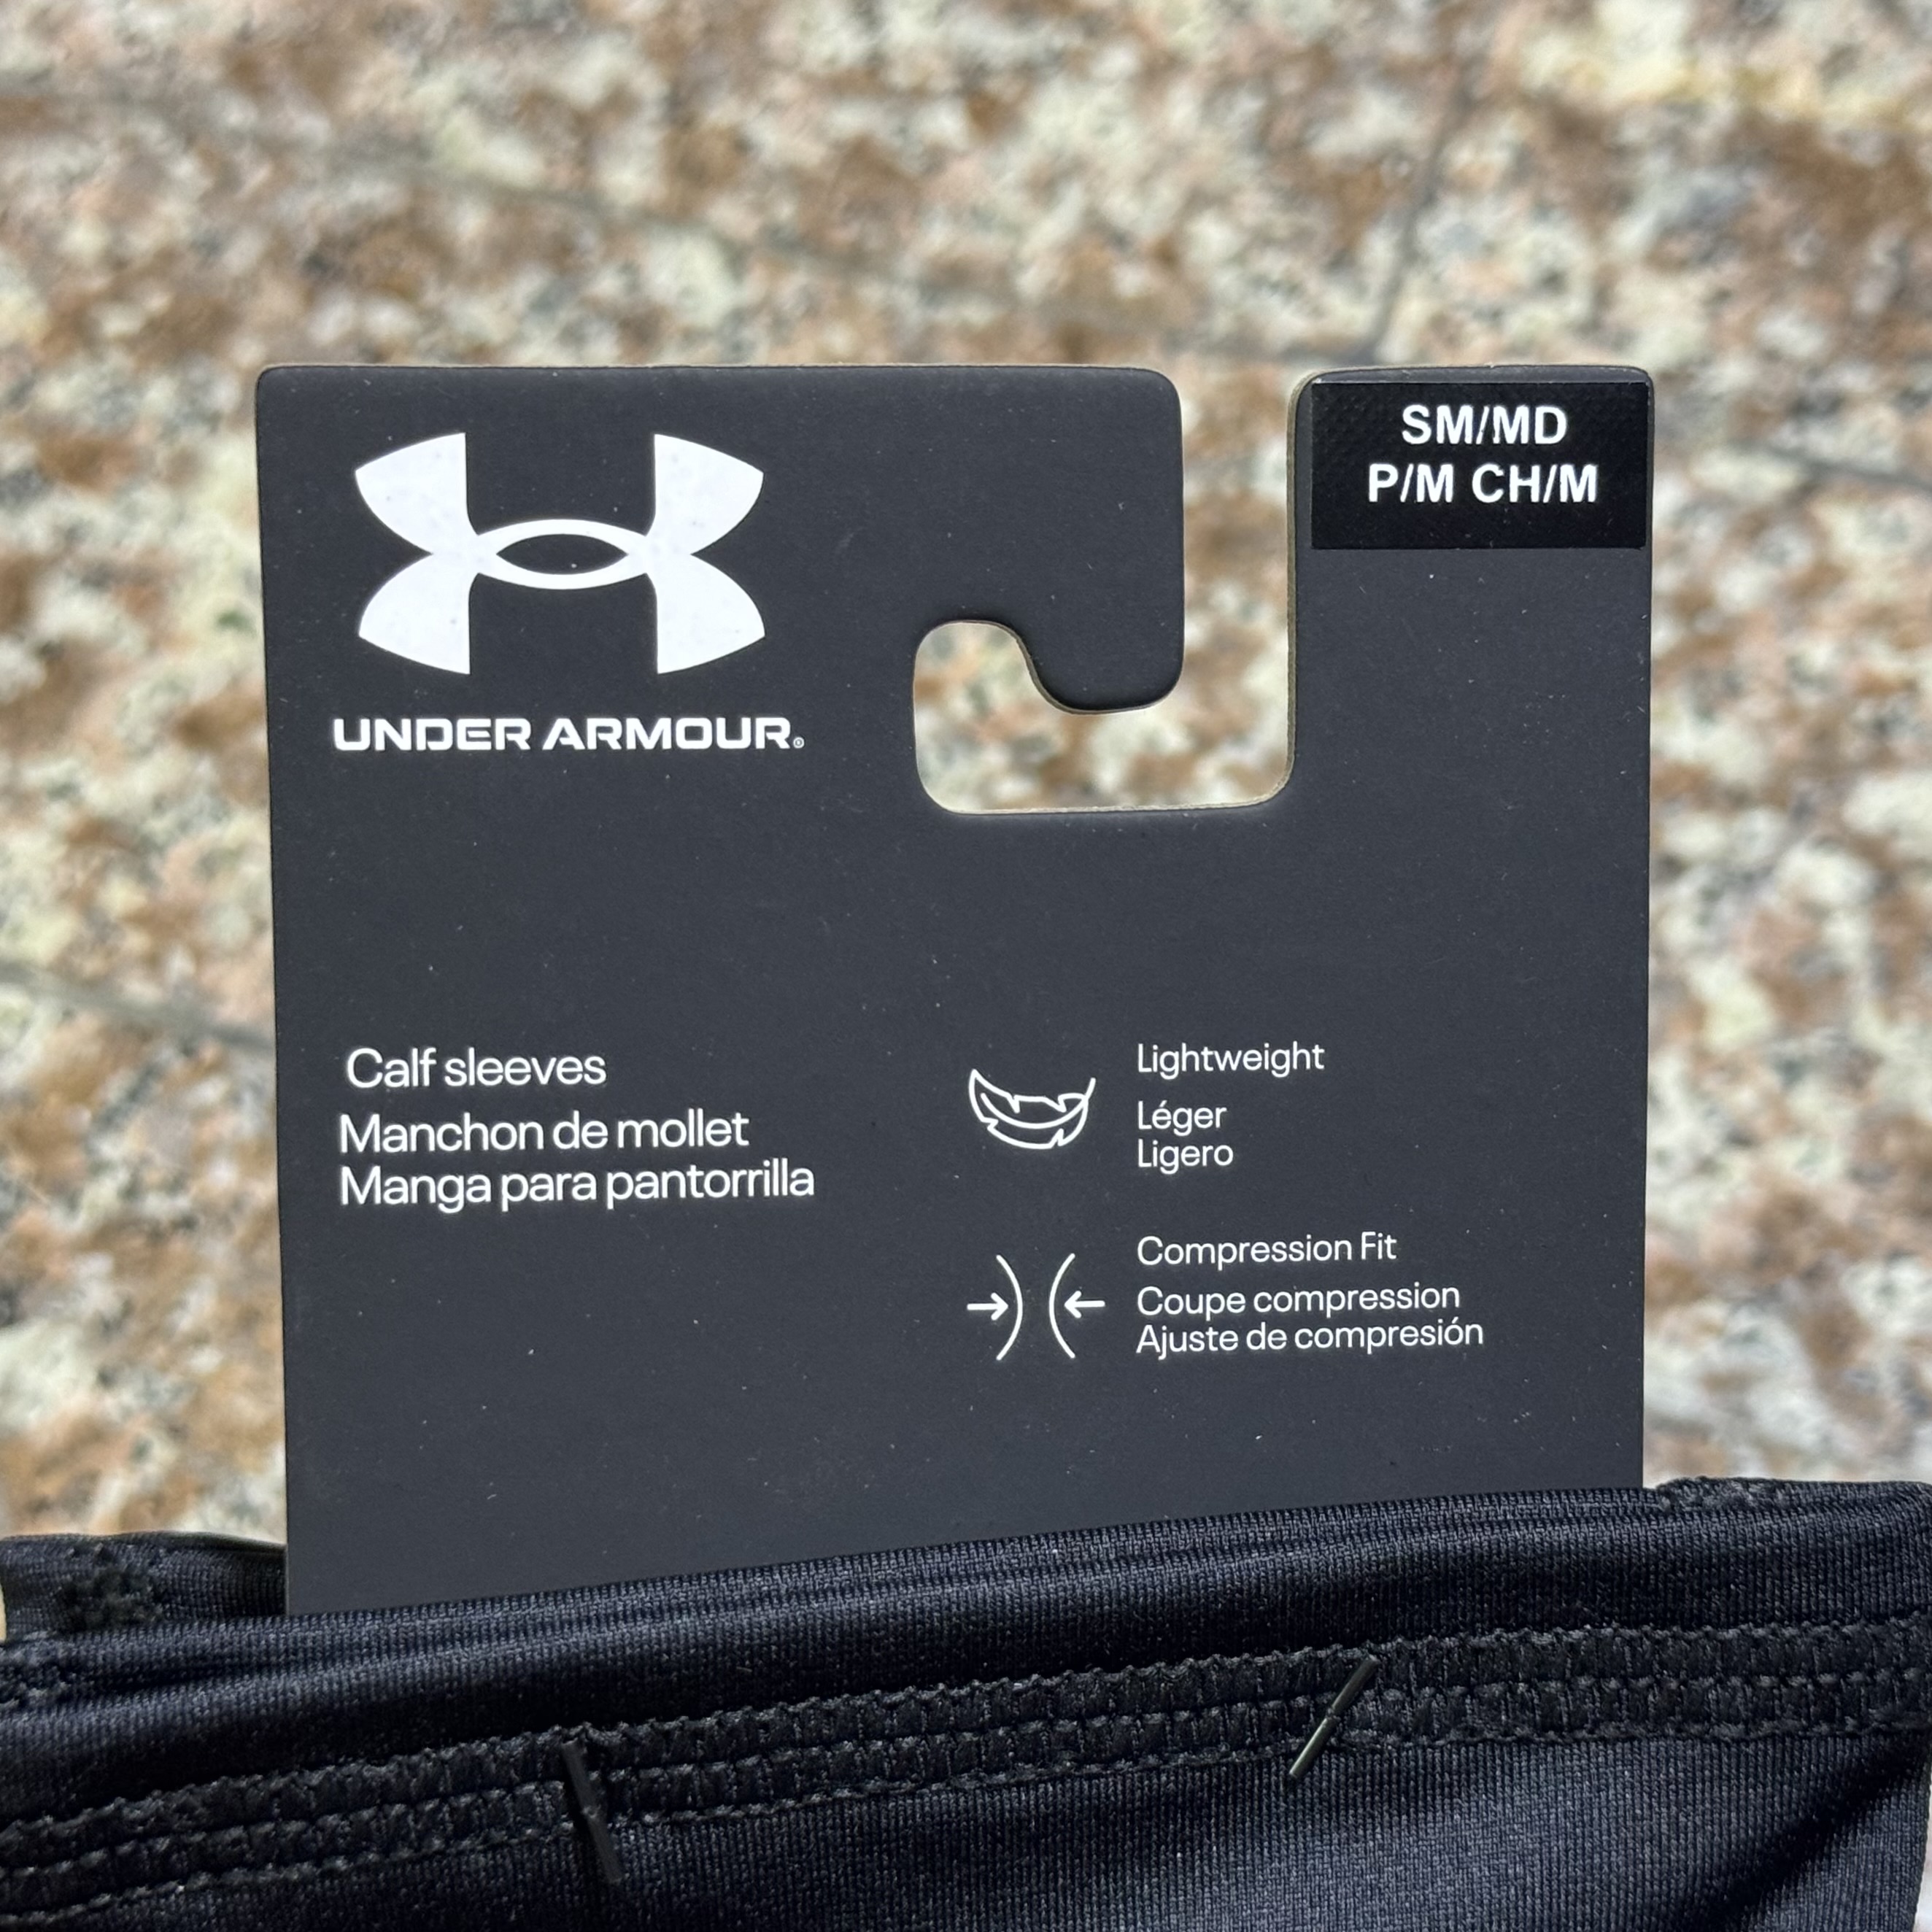 SM/MD
P/M CH/M
UNDER ARMOUR®
Calf sleeves
Manchon de mollet
Manga para pantorrilla
Lightweight
Léger
Ligero
Compression Fit
Coupe compression
Ajuste de compresión